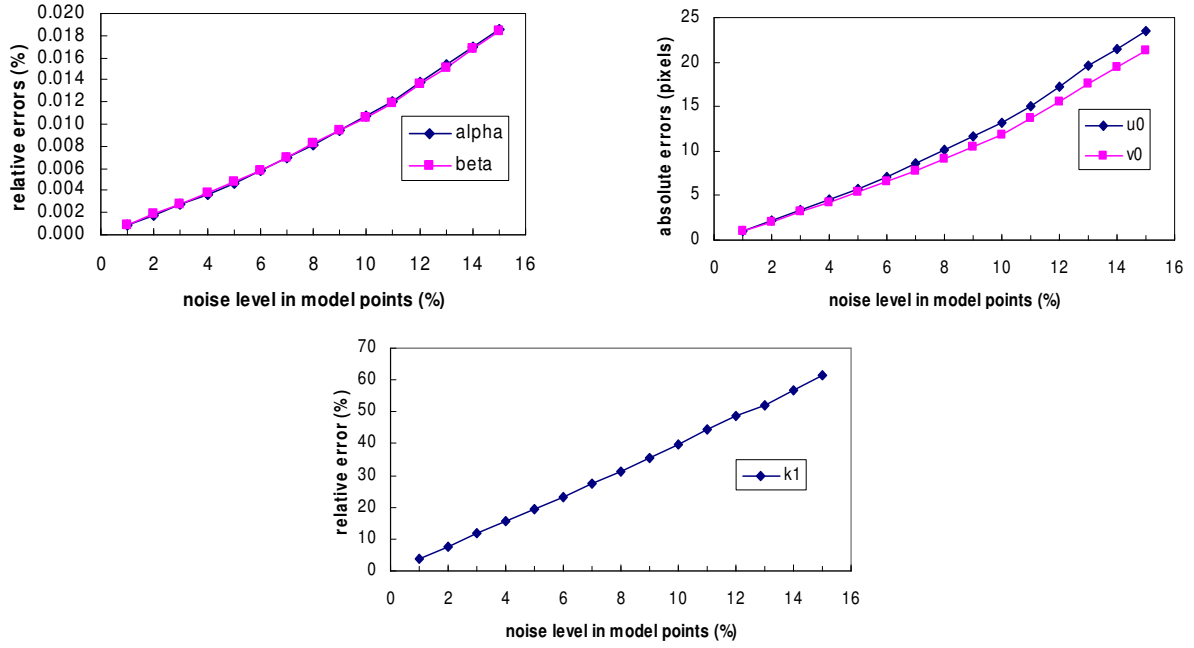 relative errors (%)
0.020
0.018
0.016
0.014
0.012
0.010
0.008
0.006
0.004
0.002
0.000
alpha
beta
0 2 4 6 8 10 12 14 16
noise level in model points (%)
absolute errors (pixels)
25
20
15
10
5
0
u0
v0
0 2 4 6 8 10 12 14 16
noise level in model points (%)
relative error (%)
70
60
50
40
30
20
10
0
k1
0 2 4 6 8 10 12 14 16
noise level in model points (%)